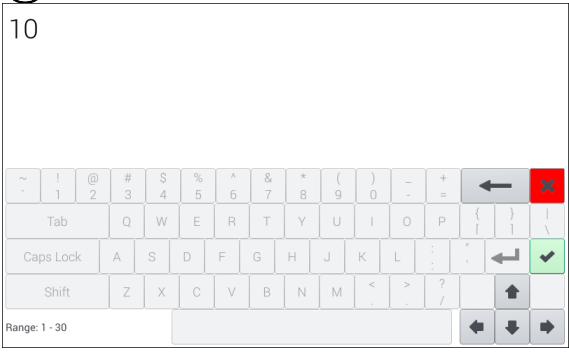 10
~ ! @ # $ % ^ & * ( ) _ +
` 1 2 3 4 5 6 7 8 9 0 - =
Tab Q W E R T Y U I O P { } |
[ ] \
Caps Lock A S D F G H J K L : "
; '
Shift Z X C V B N M < > ?
, . /
Range: 1 - 30